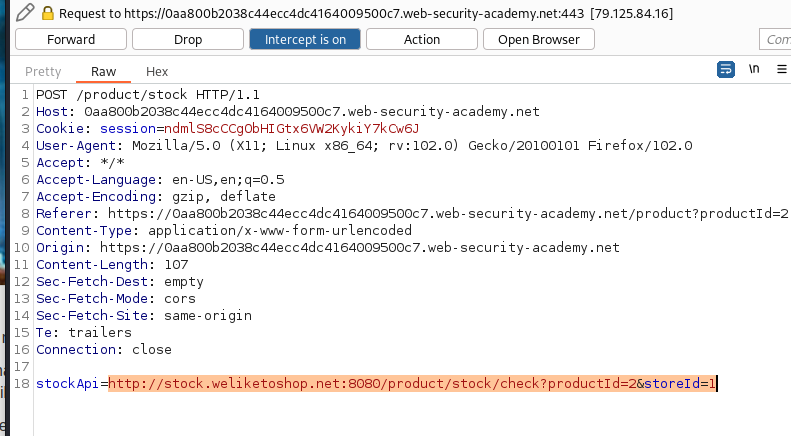 Request to https://0aa800b2038c44ecc4dc4164009500c7.web-security-academy.net:443 [79.125.84.16]
Forward Drop Intercept is on Action Open Browser Com
Pretty Raw Hex \n
1 POST /product/stock HTTP/1.1
2 Host: 0aa800b2038c44ecc4dc4164009500c7.web-security-academy.net
3 Cookie: session=ndmlS8cCCgObHIGtx6VW2KykiY7kCw6J
4 User-Agent: Mozilla/5.0 (X11; Linux x86_64; rv:102.0) Gecko/20100101 Firefox/102.0
5 Accept: */*
6 Accept-Language: en-US,en;q=0.5
7 Accept-Encoding: gzip, deflate
8 Referer: https://0aa800b2038c44ecc4dc4164009500c7.web-security-academy.net/product?productId=2
9 Content-Type: application/x-www-form-urlencoded
10 Origin: https://0aa800b2038c44ecc4dc4164009500c7.web-security-academy.net
11 Content-Length: 107
12 Sec-Fetch-Dest: empty
13 Sec-Fetch-Mode: cors
14 Sec-Fetch-Site: same-origin
15 Te: trailers
16 Connection: close
17
18 stockApi=http://stock.weliketoshop.net:8080/product/stock/check?productId=2&storeId=1